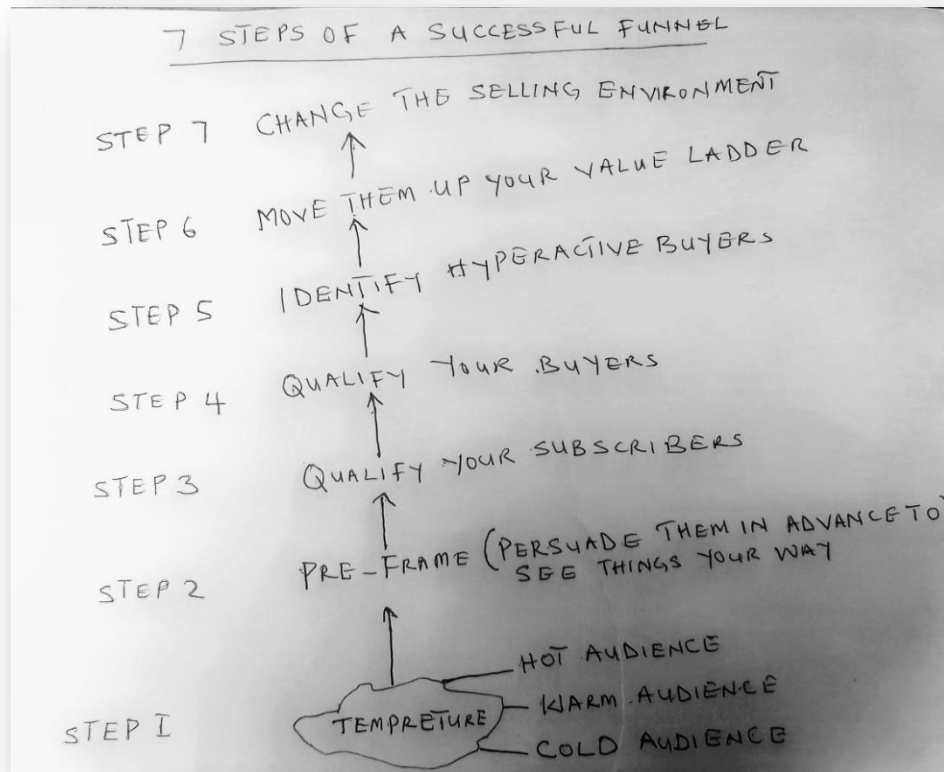 7 STEPS OF A SUCCESSFUL FUNNEL
STEP 7 CHANGE THE SELLING ENVIRONMENT
STEP 6 MOVE THEM UP YOUR VALUE LADDER
STEP 5 IDENTIFY HYPERACTIVE BUYERS
STEP 4 QUALIFY YOUR BUYERS
STEP 3 QUALIFY YOUR SUBSCRIBERS
STEP 2 PRE-FRAME (PERSUADE THEM IN ADVANCE TO)
SEE THINGS YOUR WAY
HOT AUDIENCE
STEP I TEMPRETURE WARM AUDIENCE
COLD AUDIENCE